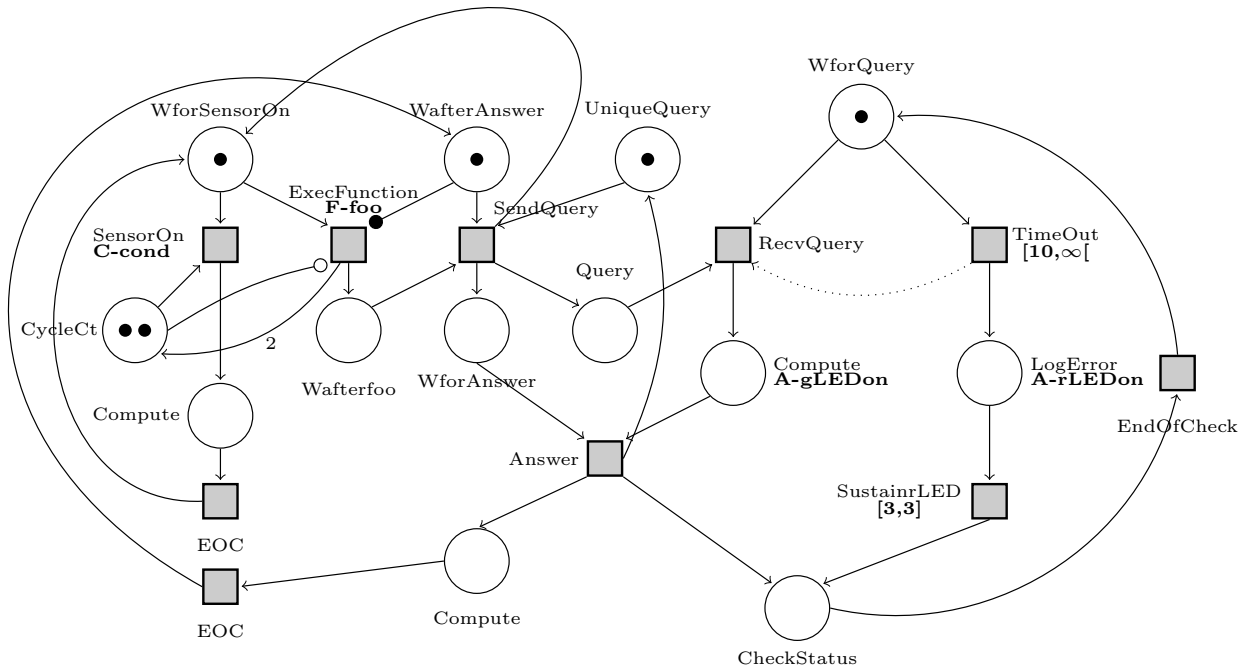 WforQuery
WforSensorOn
WafterAnswer
UniqueQuery
ExecFunction
F-foo
SendQuery
SensorOn
C-cond
RecvQuery
TimeOut
[10,∞[
Query
CycleCt
2
Wafterfoo
WforAnswer
Compute
A-gLEDon
LogError
A-rLEDon
Compute
EndOfCheck
Answer
SustainrLED
[3,3]
EOC
Compute
EOC
CheckStatus